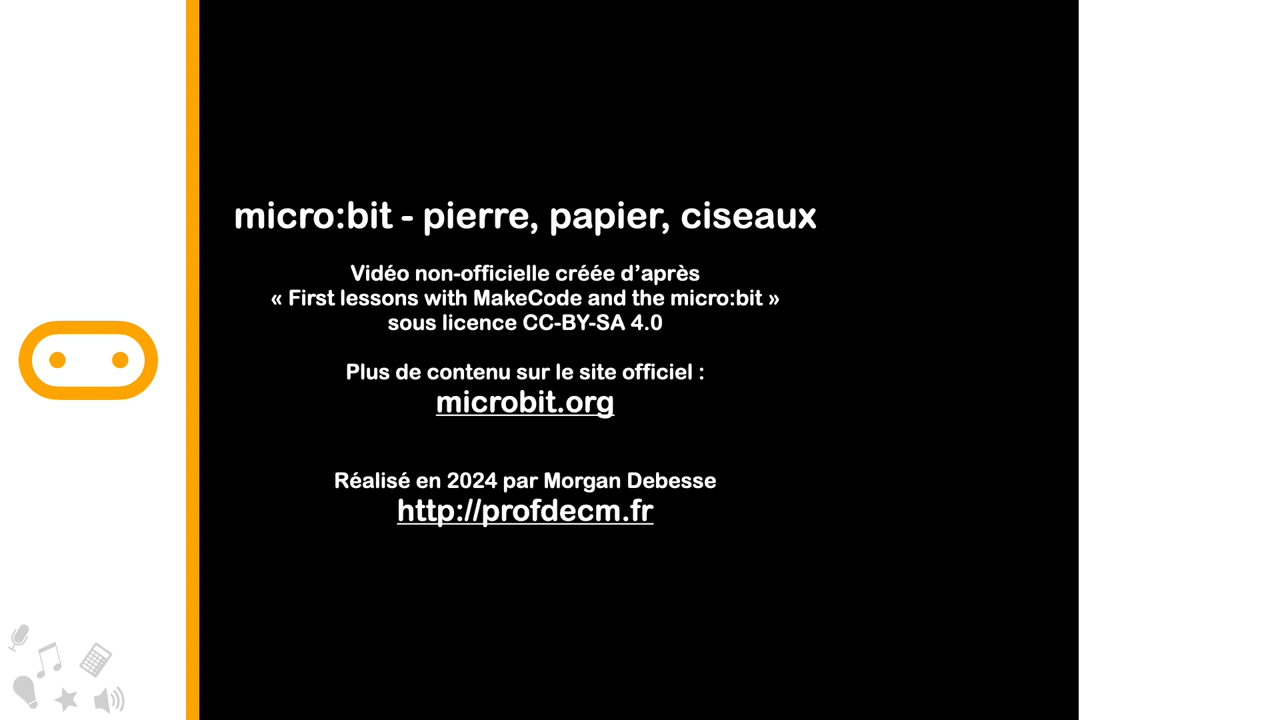 micro:bit - pierre, papier, ciseaux
Vidéo non-officielle créée d’après
« First lessons with MakeCode and the micro:bit »
sous licence CC-BY-SA 4.0
Plus de contenu sur le site officiel :
microbit.org
Réalisé en 2024 par Morgan Debesse
http://profdecm.fr